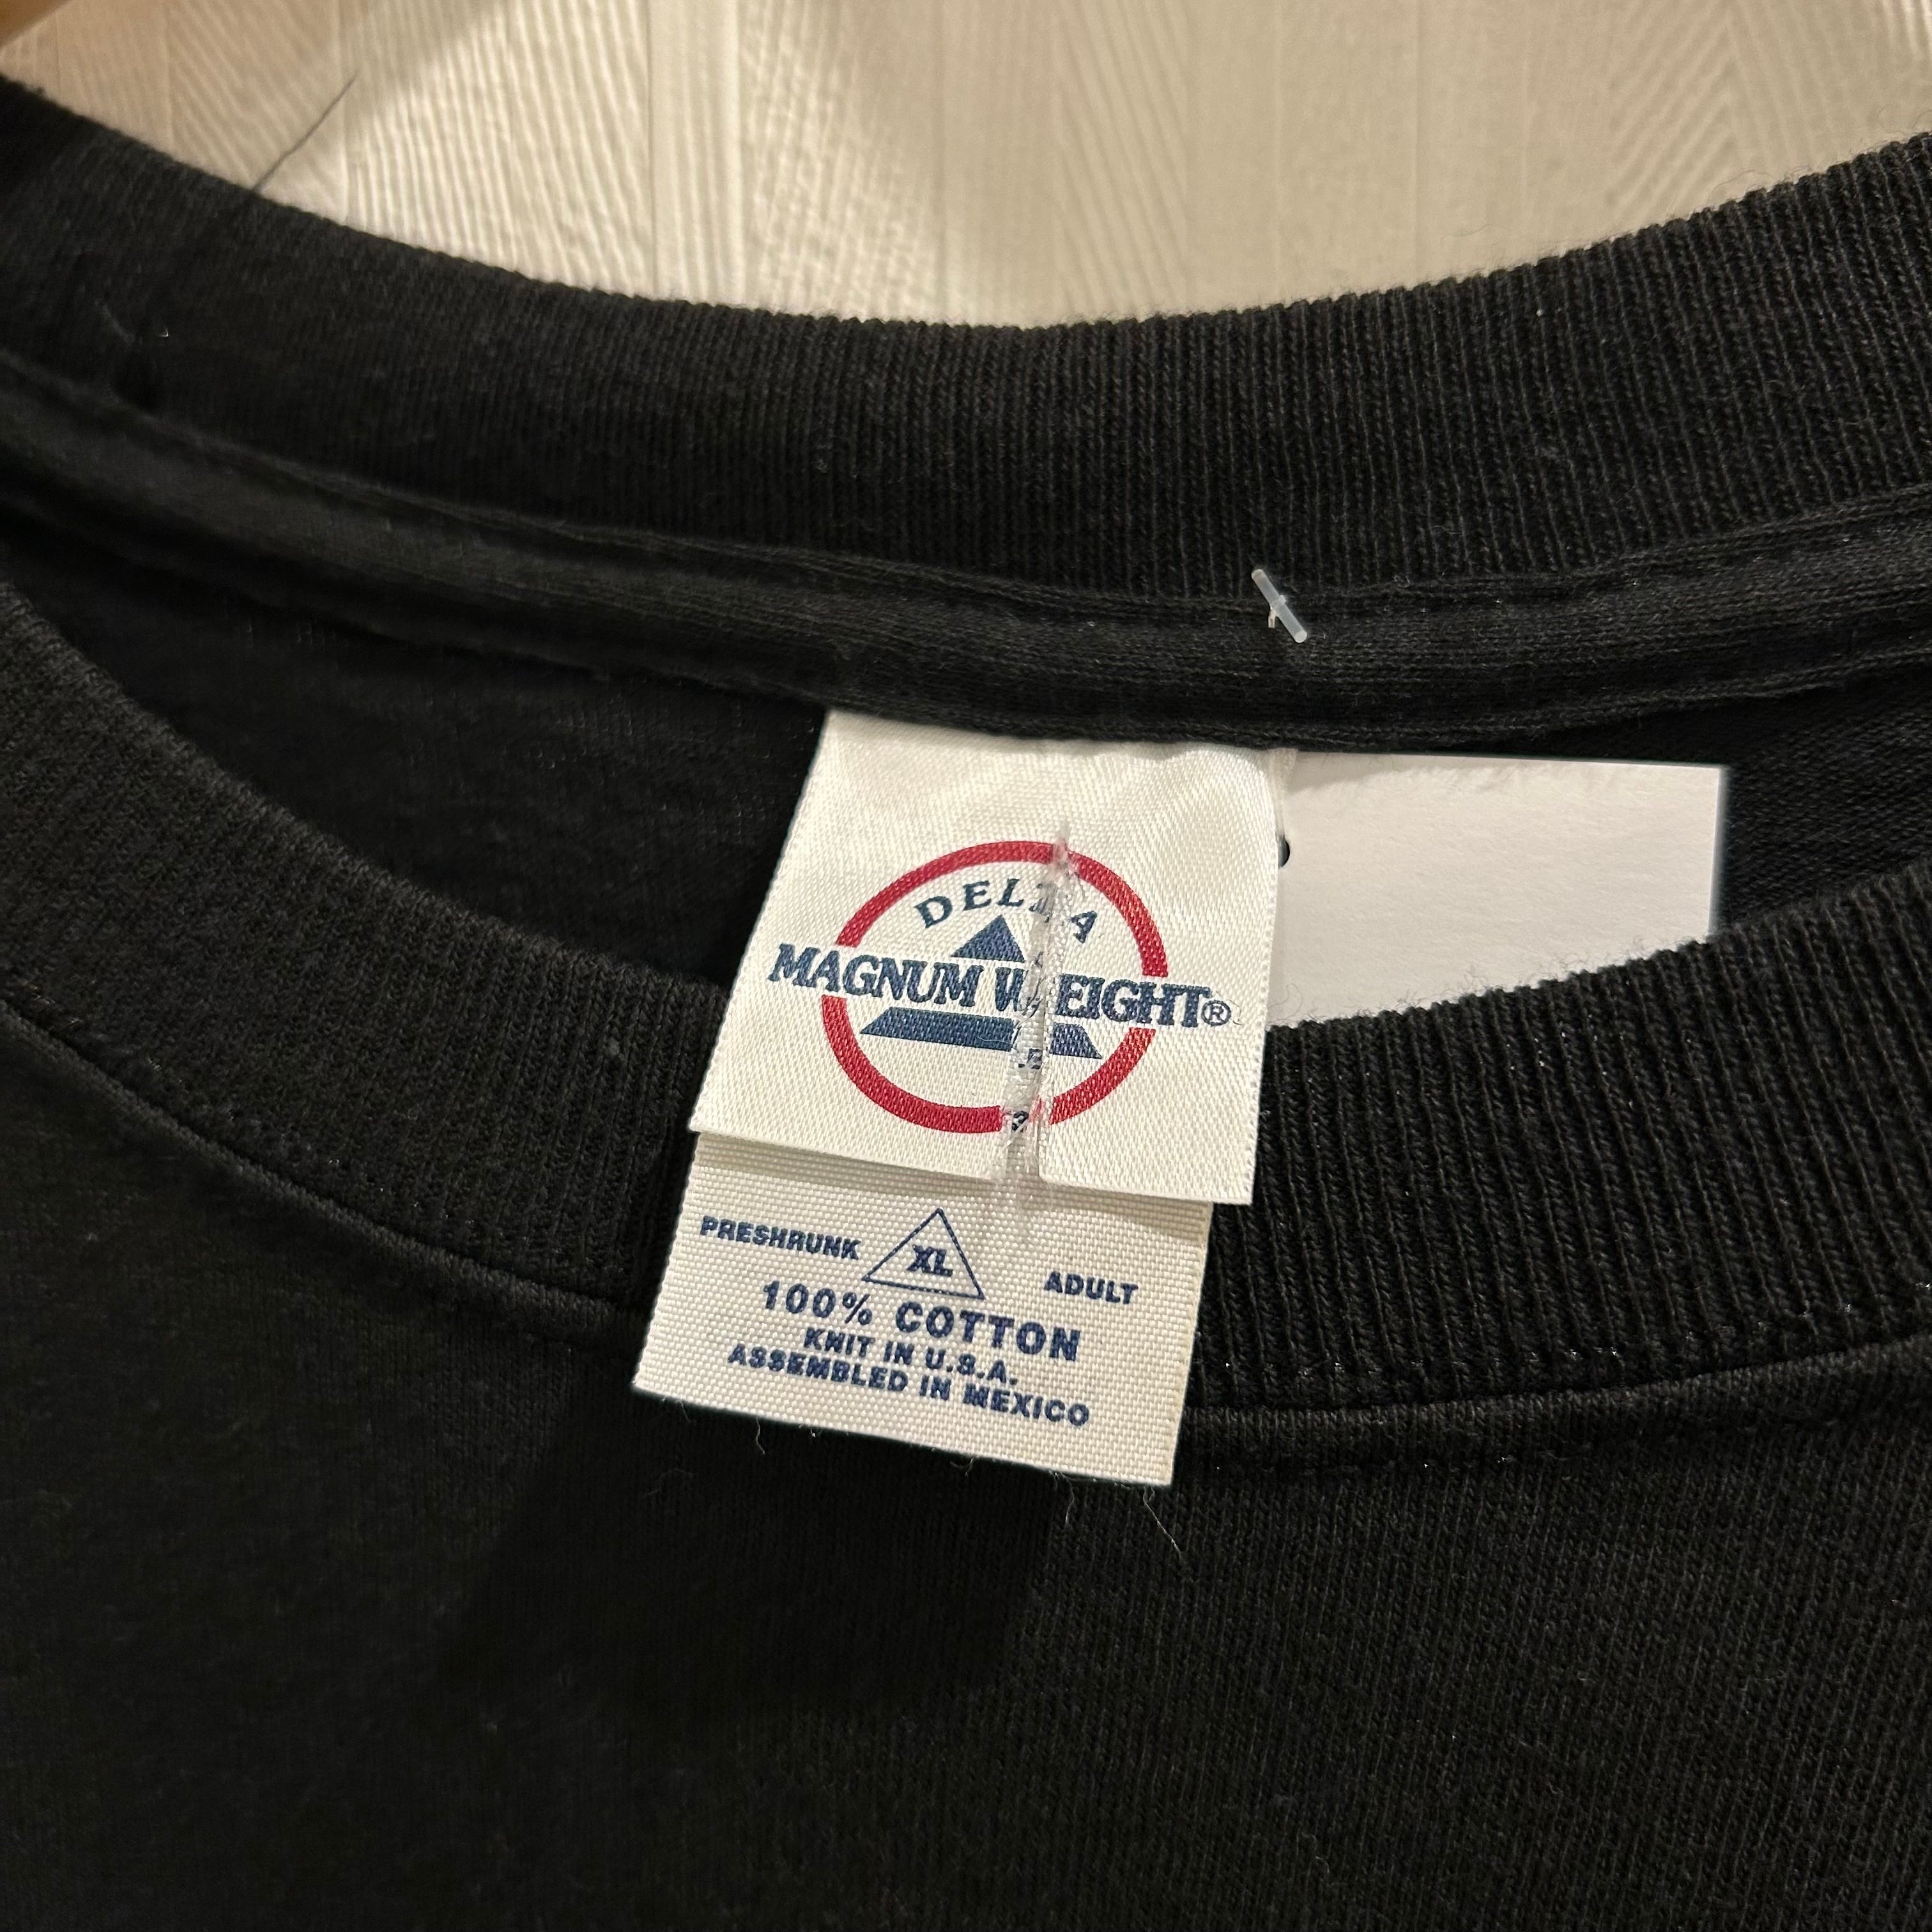 DELTA
MAGNUM WEIGHT®
PRESHRUNK XL ADULT
100% COTTON
KNIT IN U.S.A.
ASSEMBLED IN MEXICO